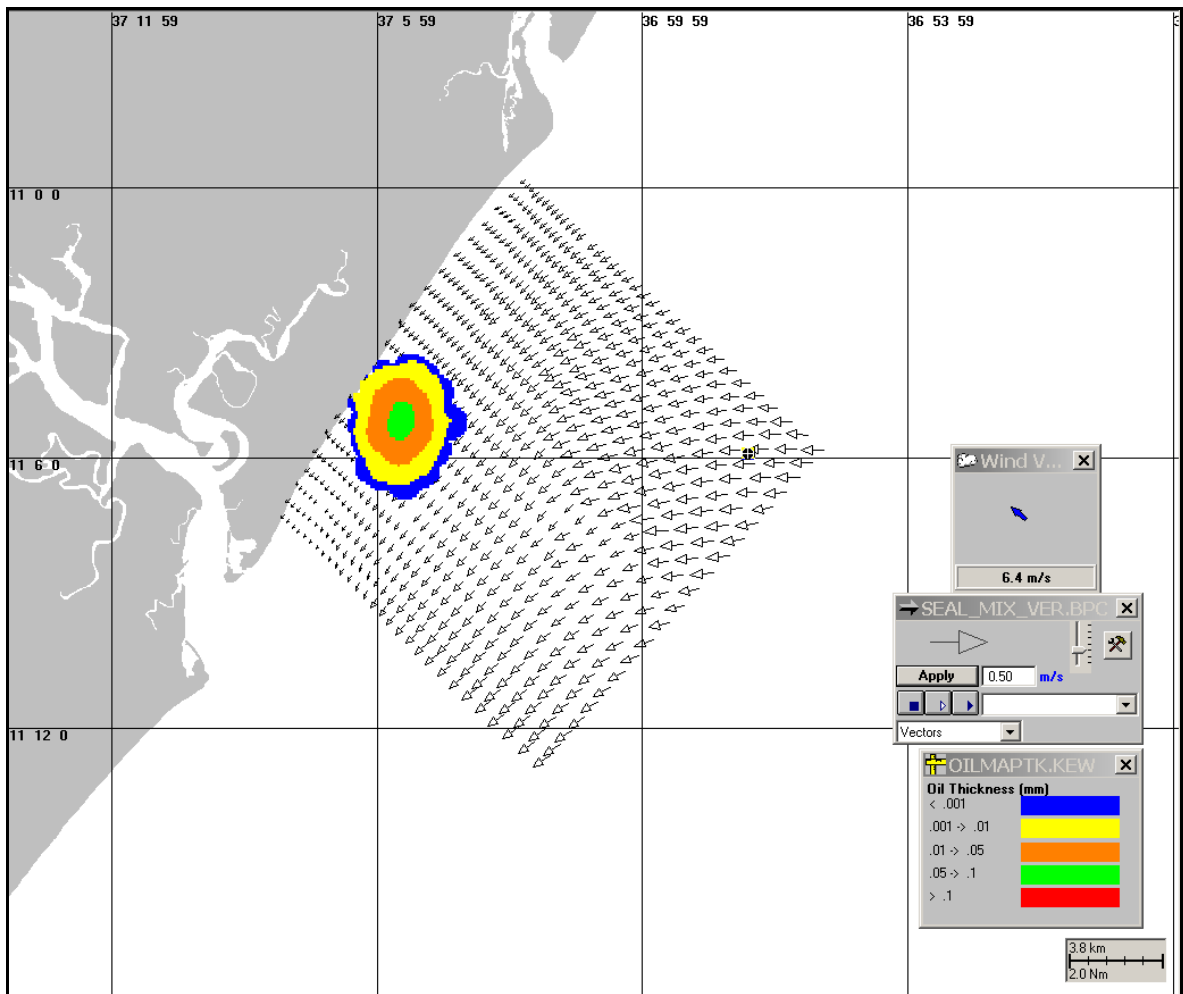 37 11 59
37 5 59
36 59 59
36 53 59
11 0 0
11 6 0
11 12 0
Wind V...
6.4 m/s
SEAL_MIX_VER.BPC
Apply
0.50
m/s
Vectors
OILMAPTK.KEW
Oil Thickness (mm)
< .001
.001 -> .01
.01 -> .05
.05 -> .1
> .1
3.8 km
2.0 Nm